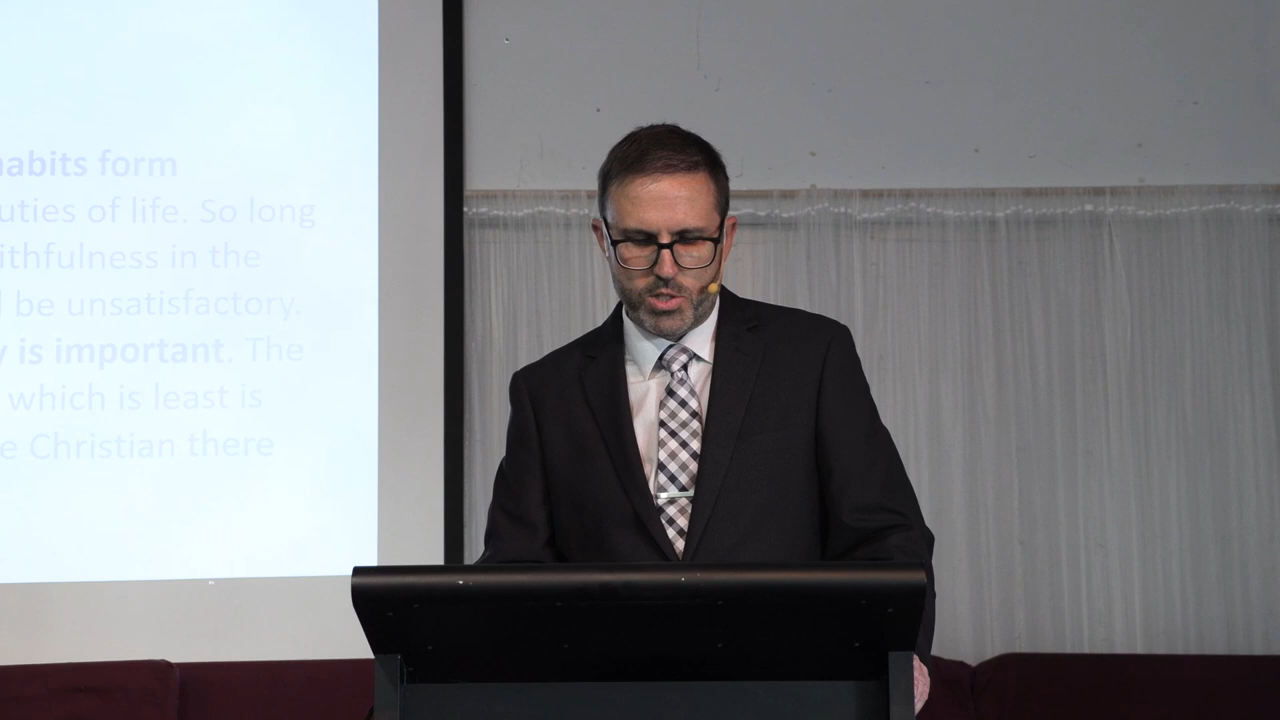 abits form
uties of life. So long
ithfulness in the
be unsatisfactory.
y is important. The
which is least is
e Christian there